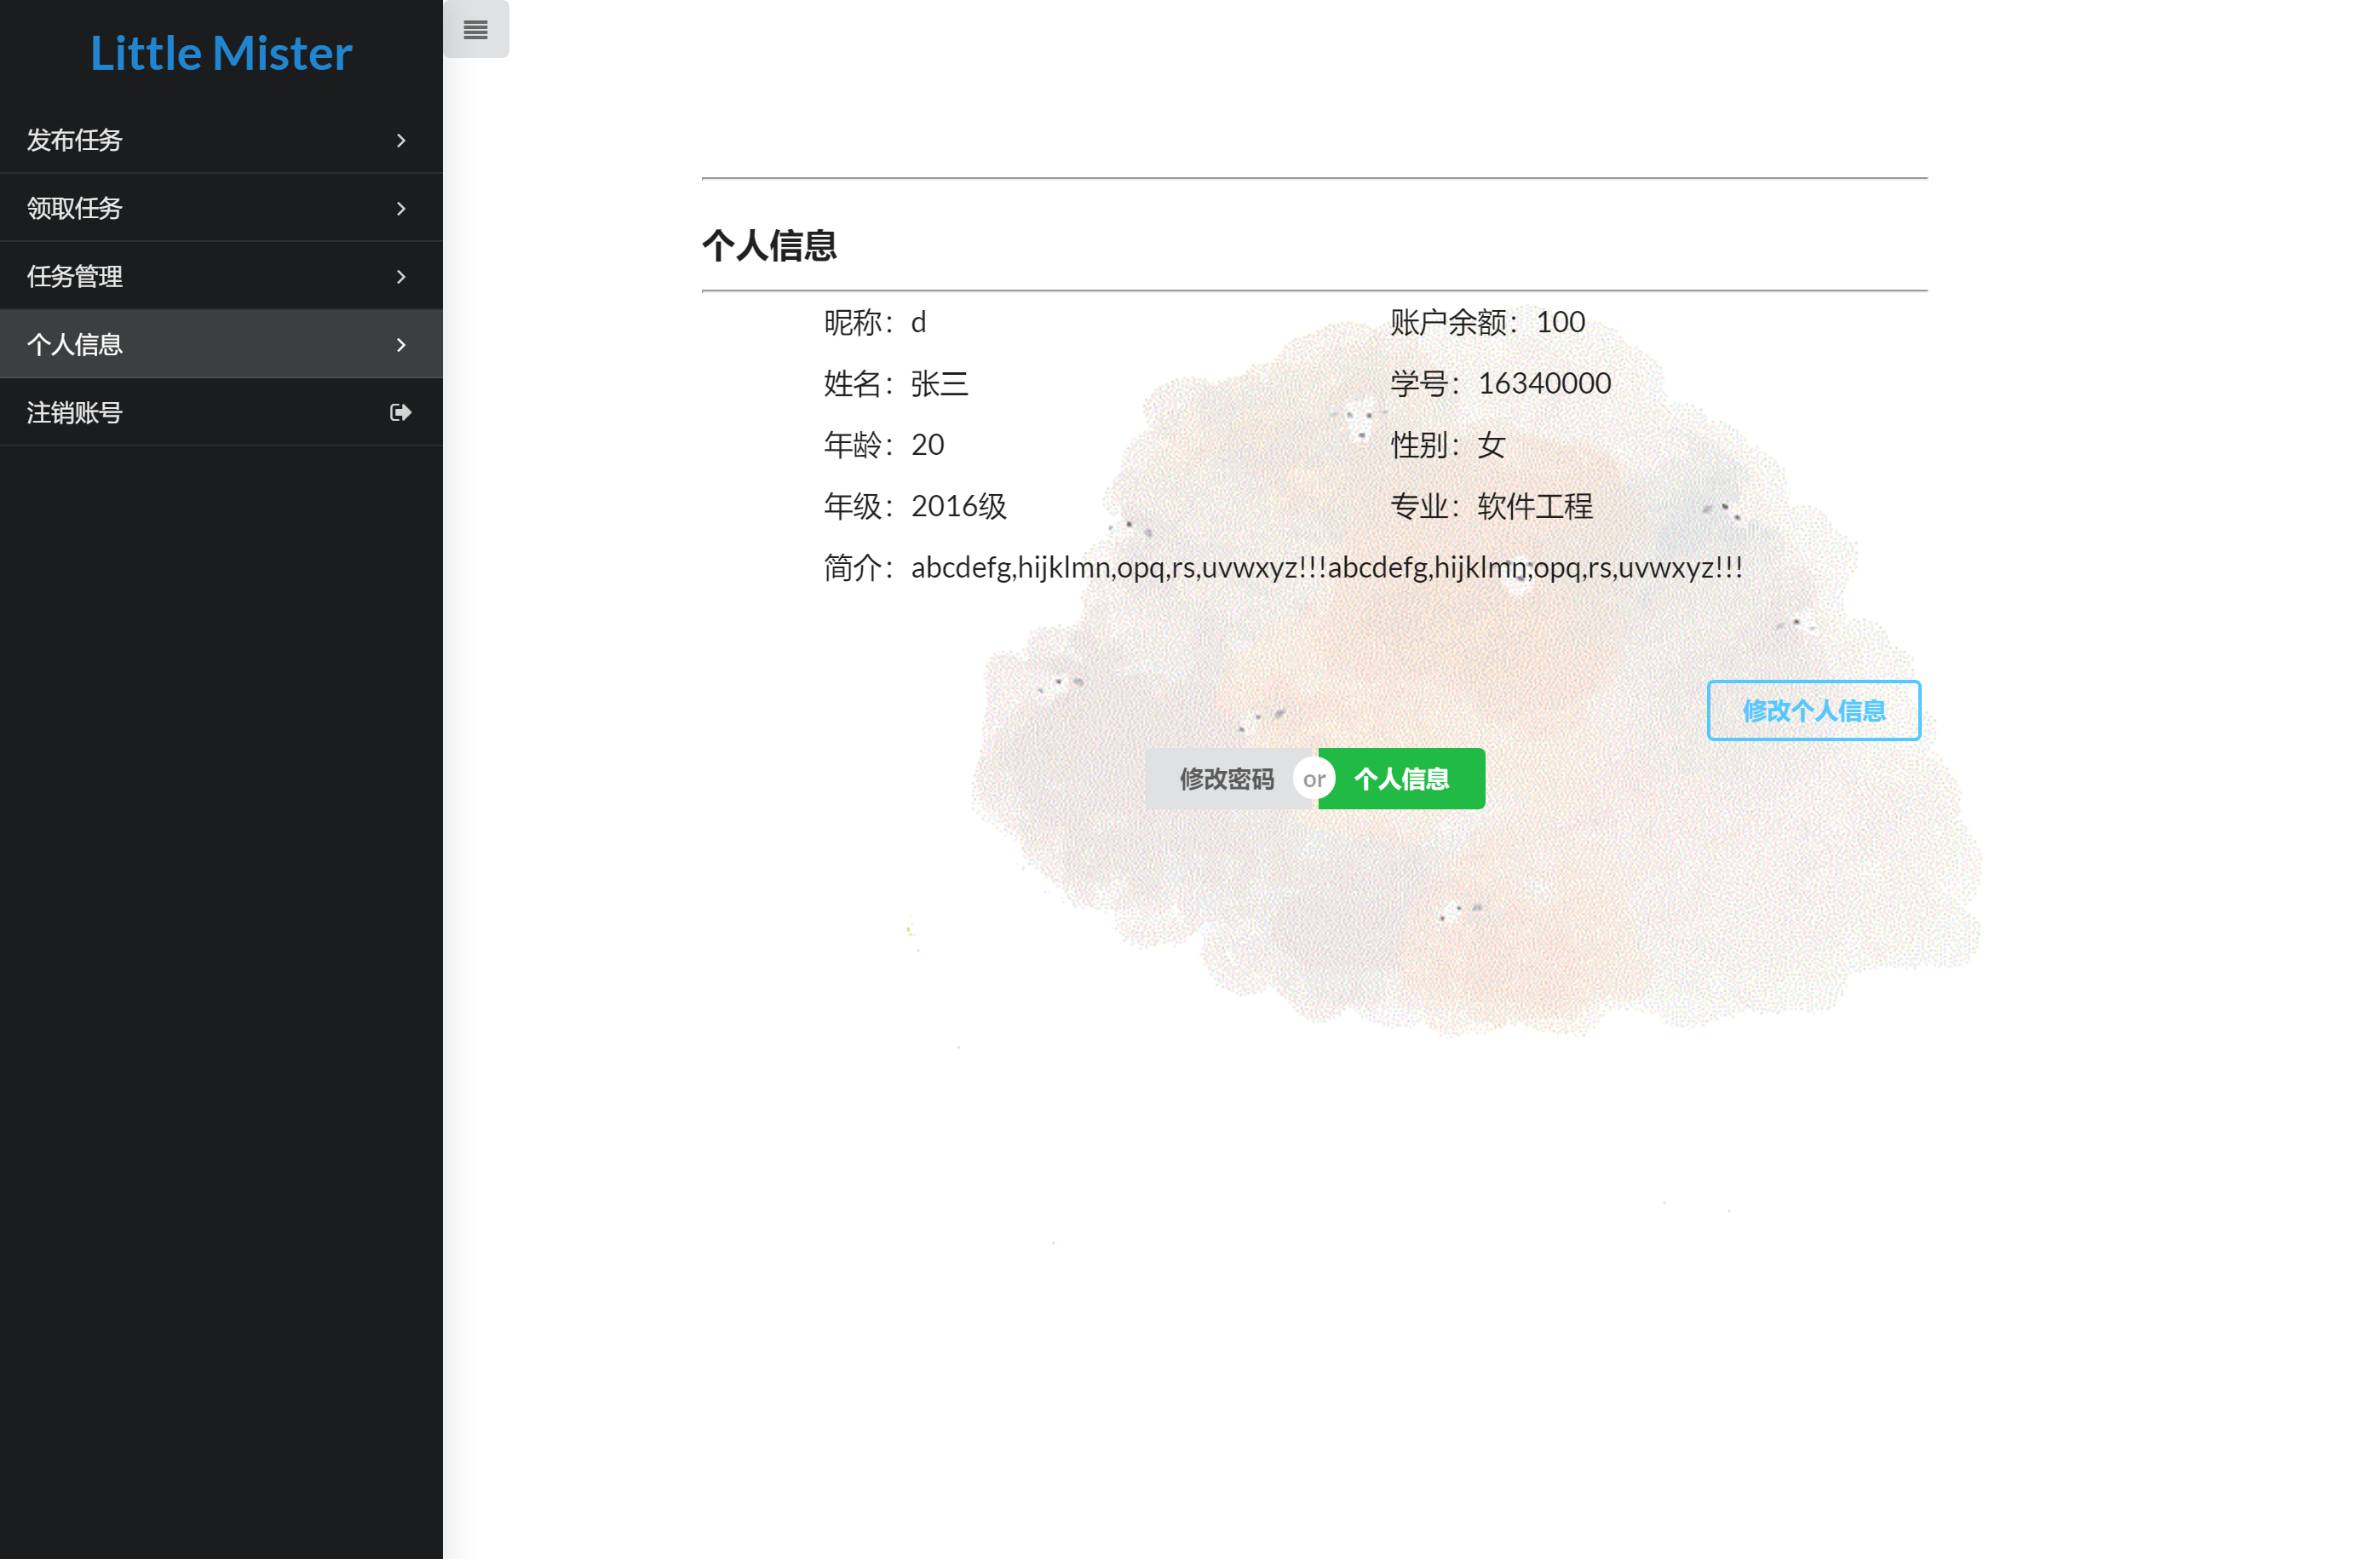 Little Mister
发布任务
领取任务
任务管理
个人信息
注销账号
个人信息
昵称：d
账户余额：100
姓名：张三
学号：16340000
年龄：20
性别：女
年级：2016级
专业：软件工程
简介：abcdefg,hijklmn,opq,rs,uvwxyz!!!abcdefg,hijklmn,opq,rs,uvwxyz!!!
修改个人信息
修改密码 or 个人信息